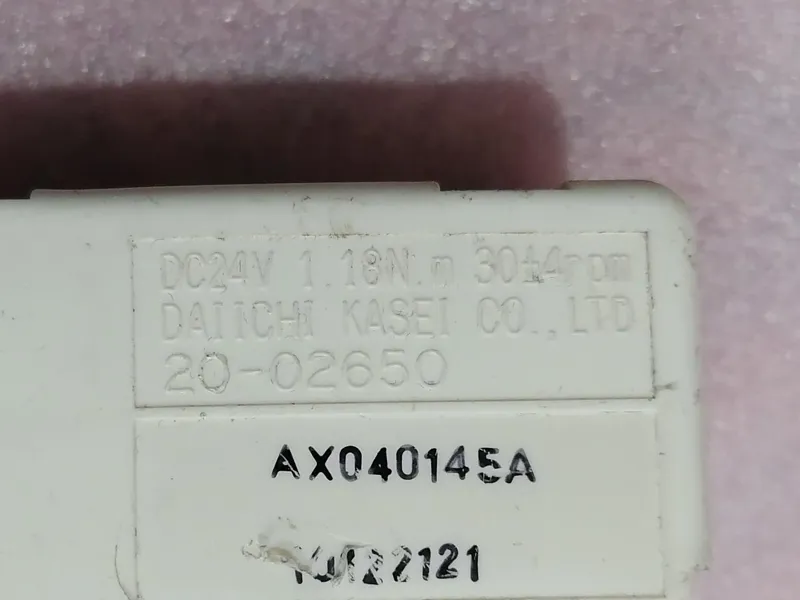 DC24V 1.18N.m 30±4rpm
DAIICHI KASEI CO.,LTD
20-02650
AX040145A